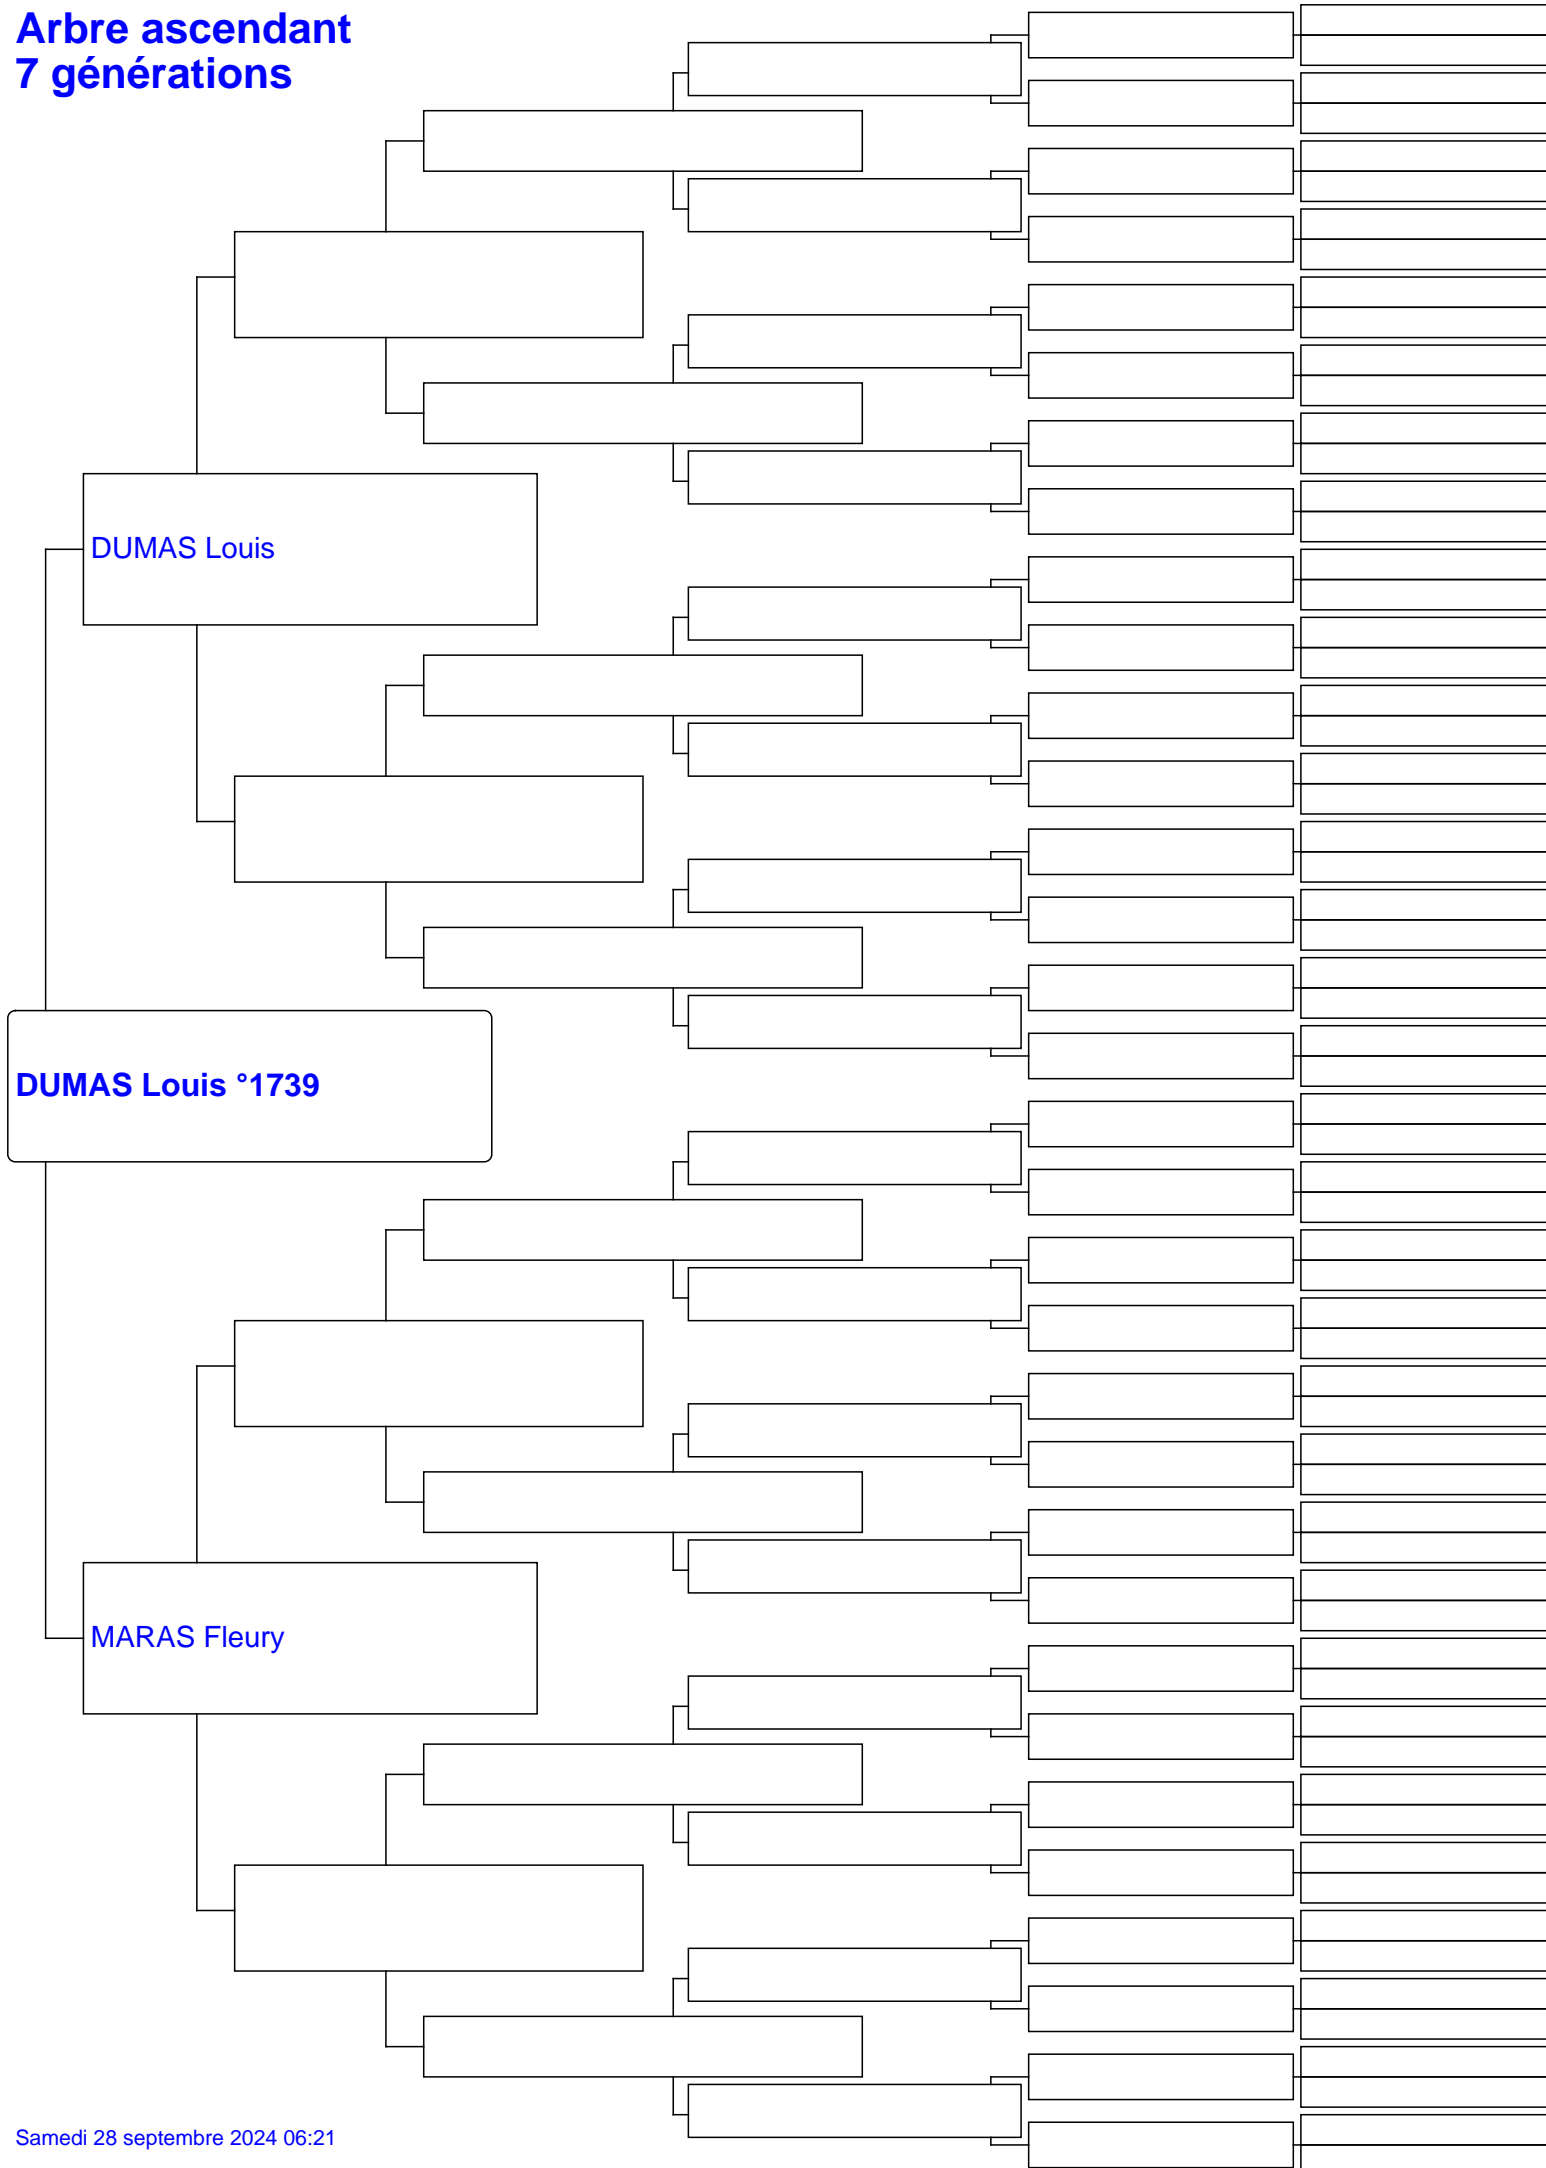 Arbre ascendant
7 générations
DUMAS Louis
DUMAS Louis °1739
MARAS Fleury
Samedi 28 septembre 2024 06:21